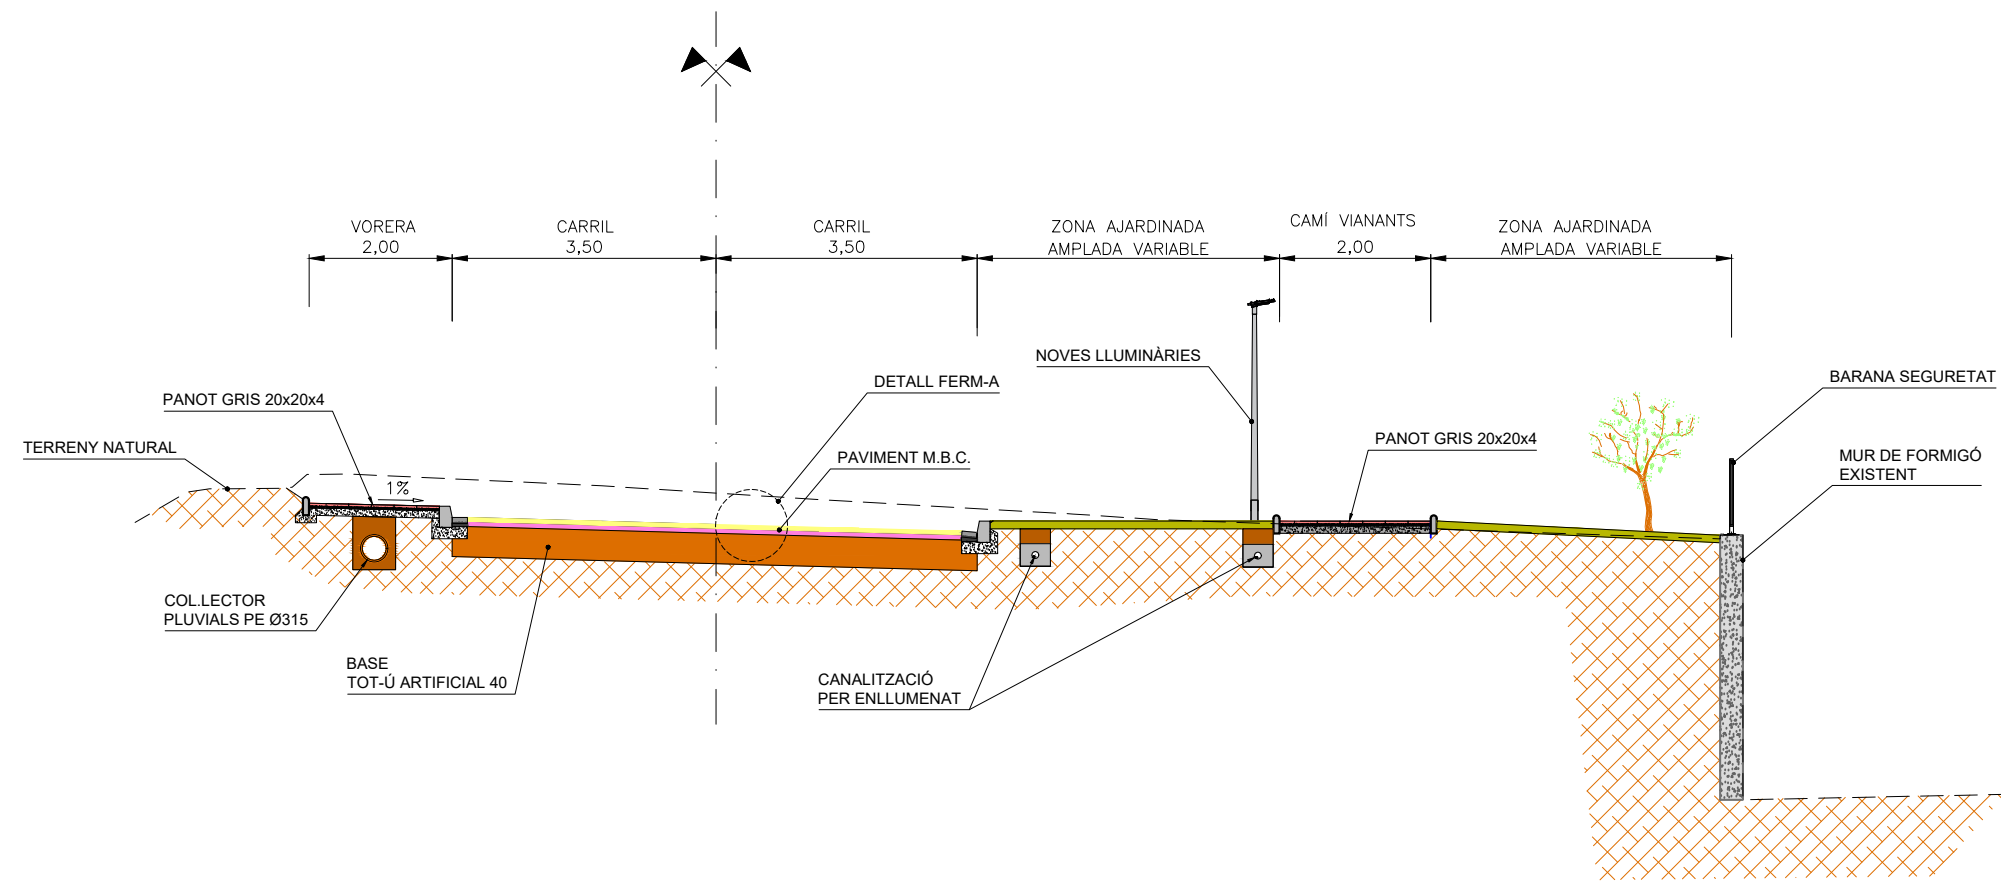 VORERA
2,00
CARRIL
3,50
CARRIL
3,50
ZONA AJARDINADA
AMPLADA VARIABLE
CAMÍ VIANANTS
2,00
ZONA AJARDINADA
AMPLADA VARIABLE
NOVES LLUMINÀRIES
DETALL FERM-A
BARANA SEGURETAT
PANOT GRIS 20x20x4
PANOT GRIS 20x20x4
TERRENY NATURAL
PAVIMENT M.B.C.
MUR DE FORMIGÓ
EXISTENT
1%
COL.LECTOR
PLUVIALS PE Ø315
BASE
TOT-Ú ARTIFICIAL 40
CANALITZACIÓ
PER ENLLUMENAT